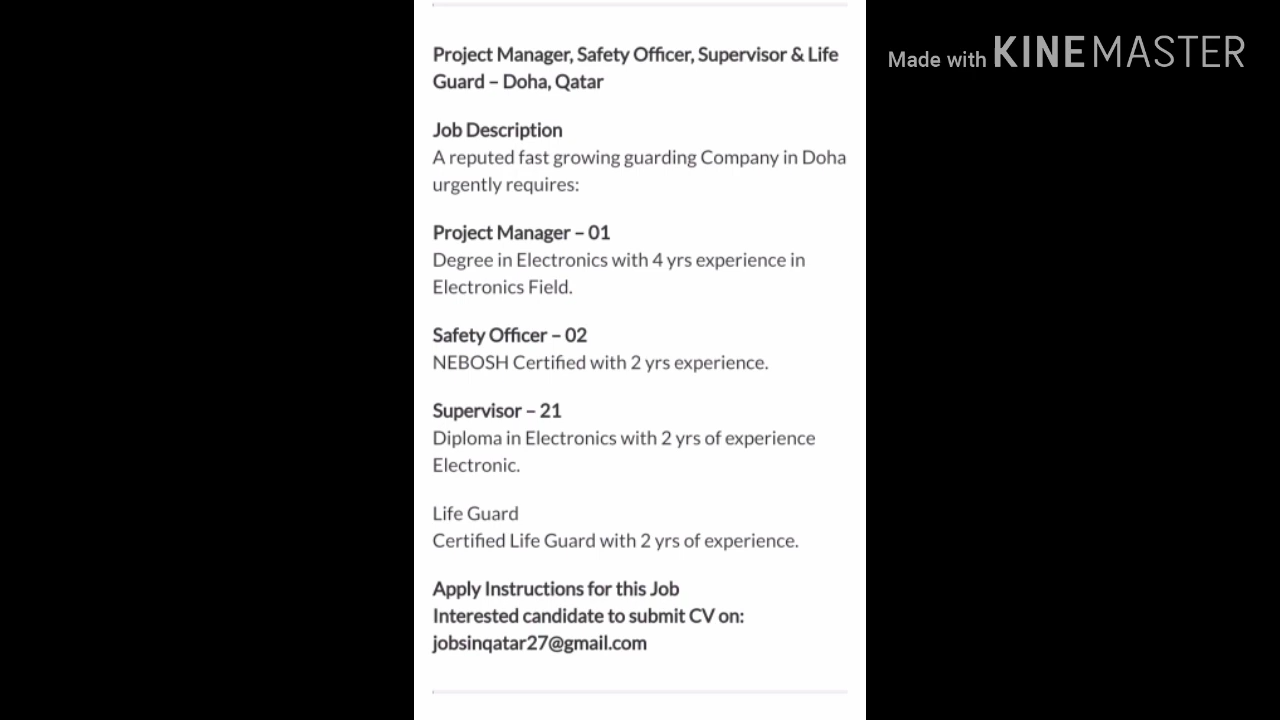 Made with KINEMASTER
Project Manager, Safety Officer, Supervisor & Life
Guard – Doha, Qatar
Job Description
A reputed fast growing guarding Company in Doha
urgently requires:
Project Manager – 01
Degree in Electronics with 4 yrs experience in
Electronics Field.
Safety Officer – 02
NEBOSH Certified with 2 yrs experience.
Supervisor – 21
Diploma in Electronics with 2 yrs of experience
Electronic.
Life Guard
Certified Life Guard with 2 yrs of experience.
Apply Instructions for this Job
Interested candidate to submit CV on:
jobsinqatar27@gmail.com